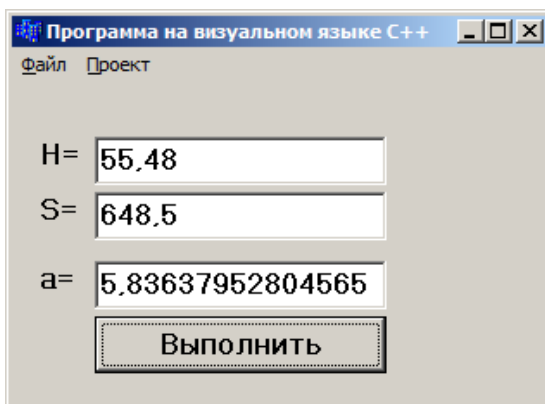 Программа на визуальном языке C++
Файл Проект
H= 55,48
S= 648,5
a= 5,83637952804565
Выполнить